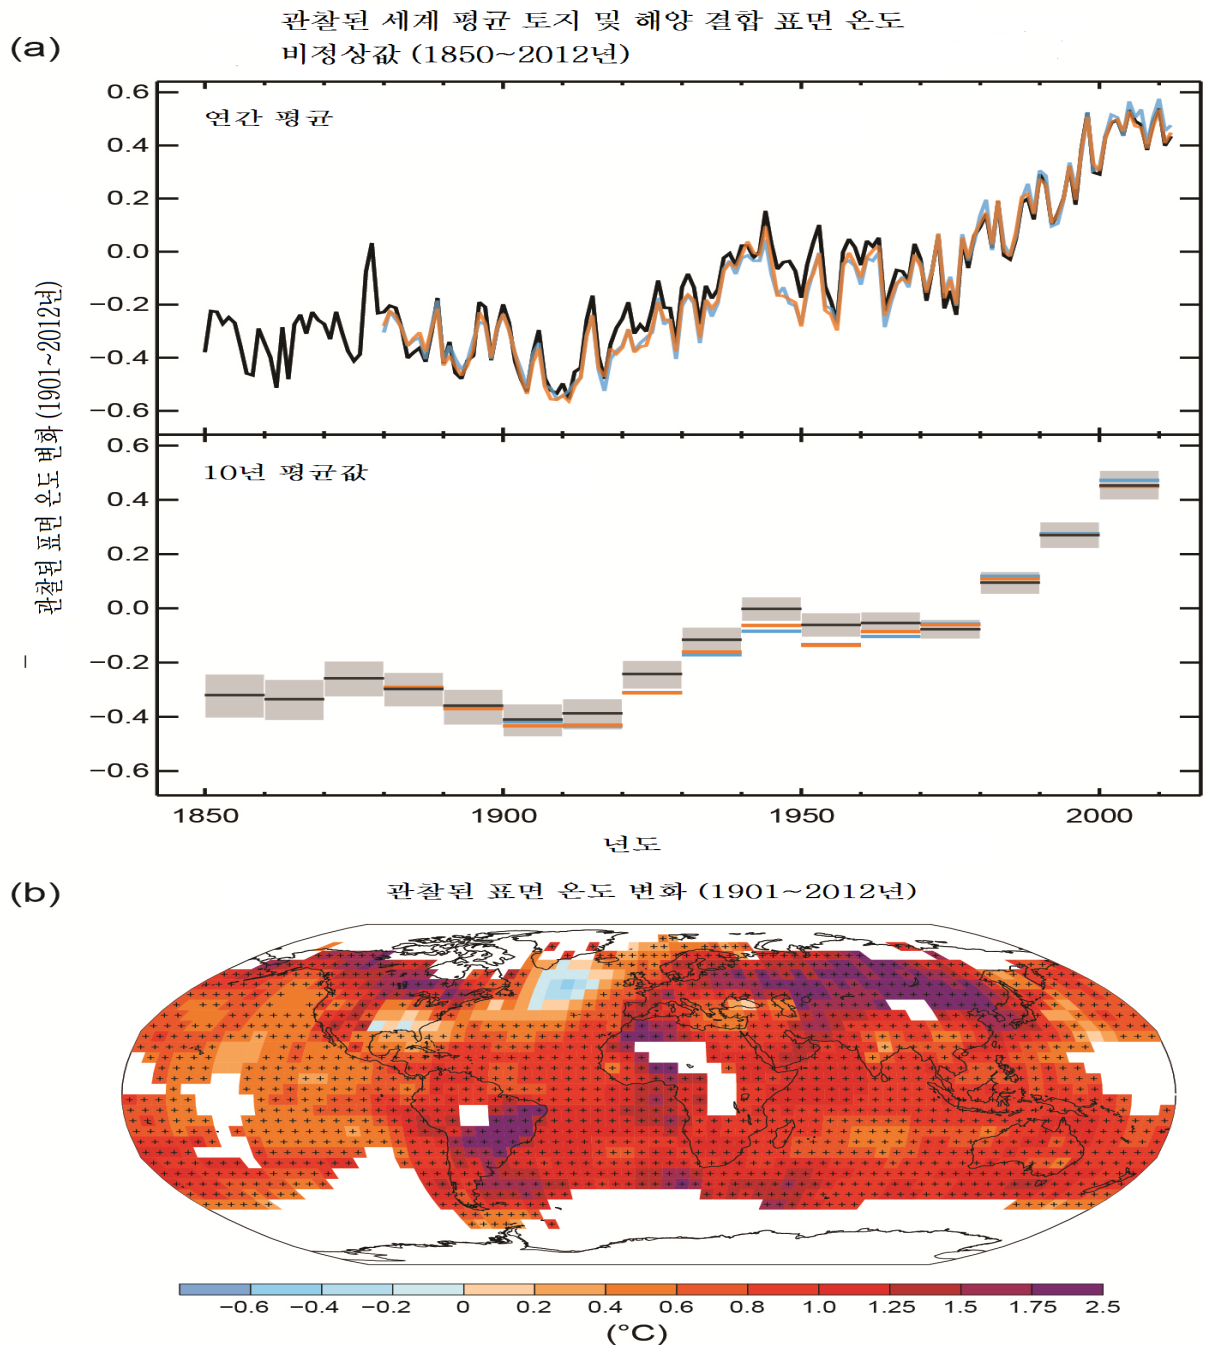 관찰된 세계 평균 토지 및 해양 결합 표면 온도
(a)
비정상값 (1850~2012년)
연간 평균
0.6
0.4
0.2
0.0
−0.2
−0.4
−0.6
관찰된 표면 온도 변화 (1901~2012년)
10년 평균값
0.6
0.4
0.2
0.0
−0.2
−0.4
−0.6
1850 1900 1950 2000
년도
(b)
관찰된 표면 온도 변화 (1901~2012년)
−0.6 −0.4 −0.2 0 0.2 0.4 0.6 0.8 1.0 1.25 1.5 1.75 2.5
(°C)